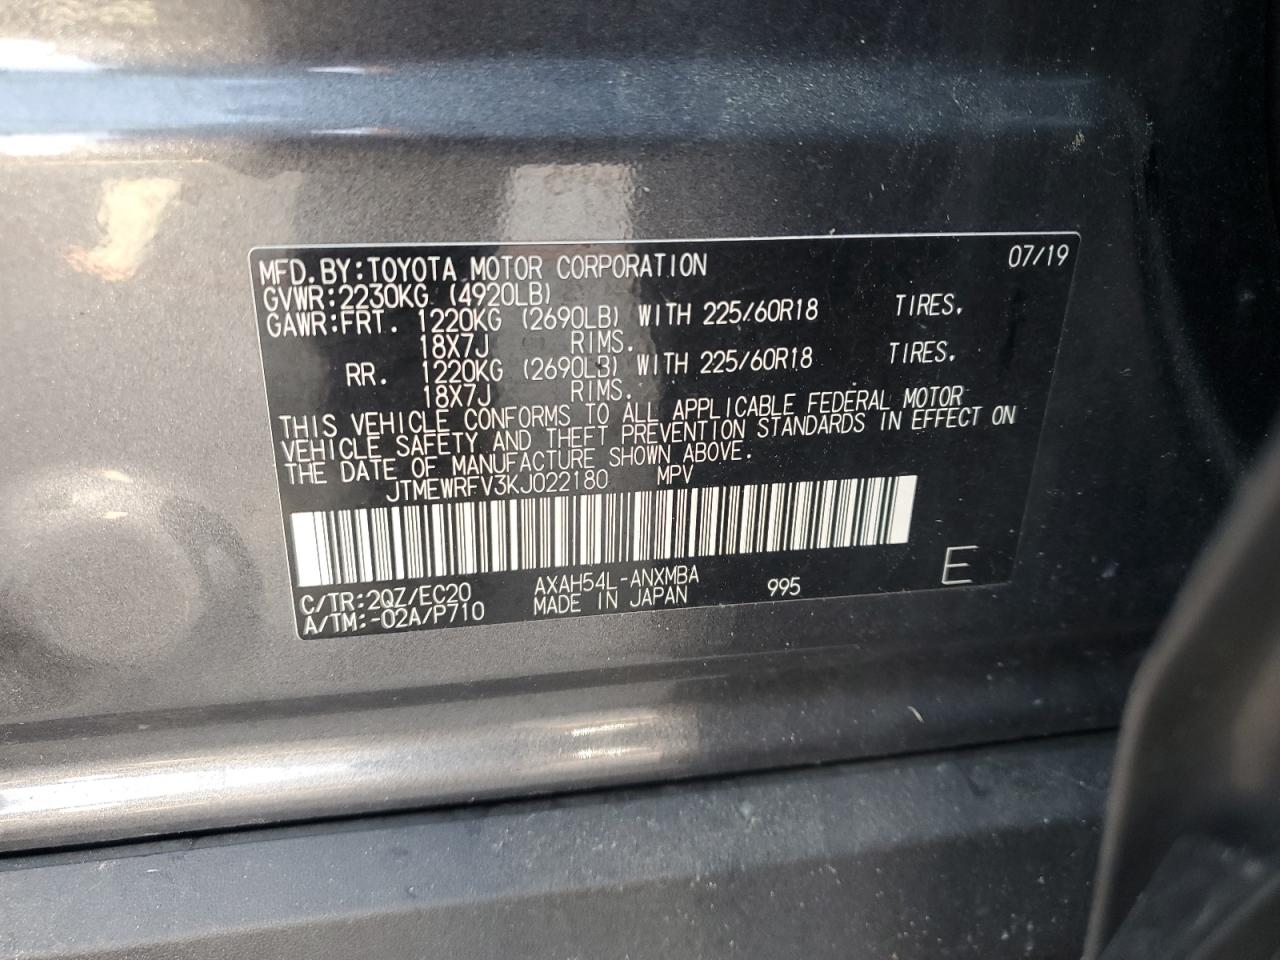 MFD.BY:TOYOTA MOTOR CORPORATION 07/19
GVWR:2230KG (4920LB)
GAWR:FRT. 1220KG (2690LB) WITH 225/60R18 TIRES.
18X7J RIMS.
RR. 1220KG (2690LB) WITH 225/60R18 TIRES.
18X7J RIMS.
THIS VEHICLE CONFORMS TO ALL APPLICABLE FEDERAL MOTOR
VEHICLE SAFETY AND THEFT PREVENTION STANDARDS IN EFFECT ON
THE DATE OF MANUFACTURE SHOWN ABOVE.
JTMEWRFV3KJ022180 MPV
C/TR:2QZ/EC20 AXAH54L-ANXMBA 995 E
A/TM:-02A/P710 MADE IN JAPAN